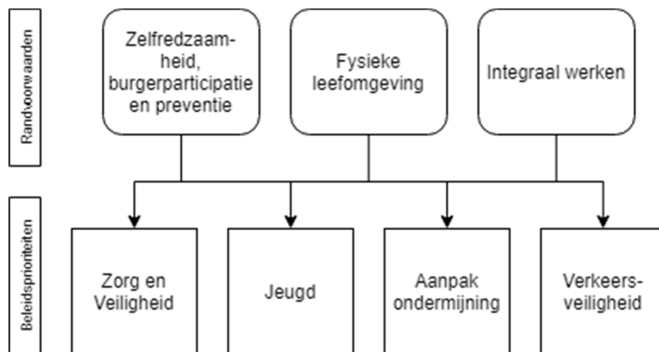 Randvoorwaarden
Zelfredzaam-
heid,
burgerparticipatie
en preventie
Fysieke
leefomgeving
Integraal werken
Beleidsprioriteiten
Zorg en
Veiligheid
Jeugd
Aanpak
ondermijning
Verkeers-
veiligheid